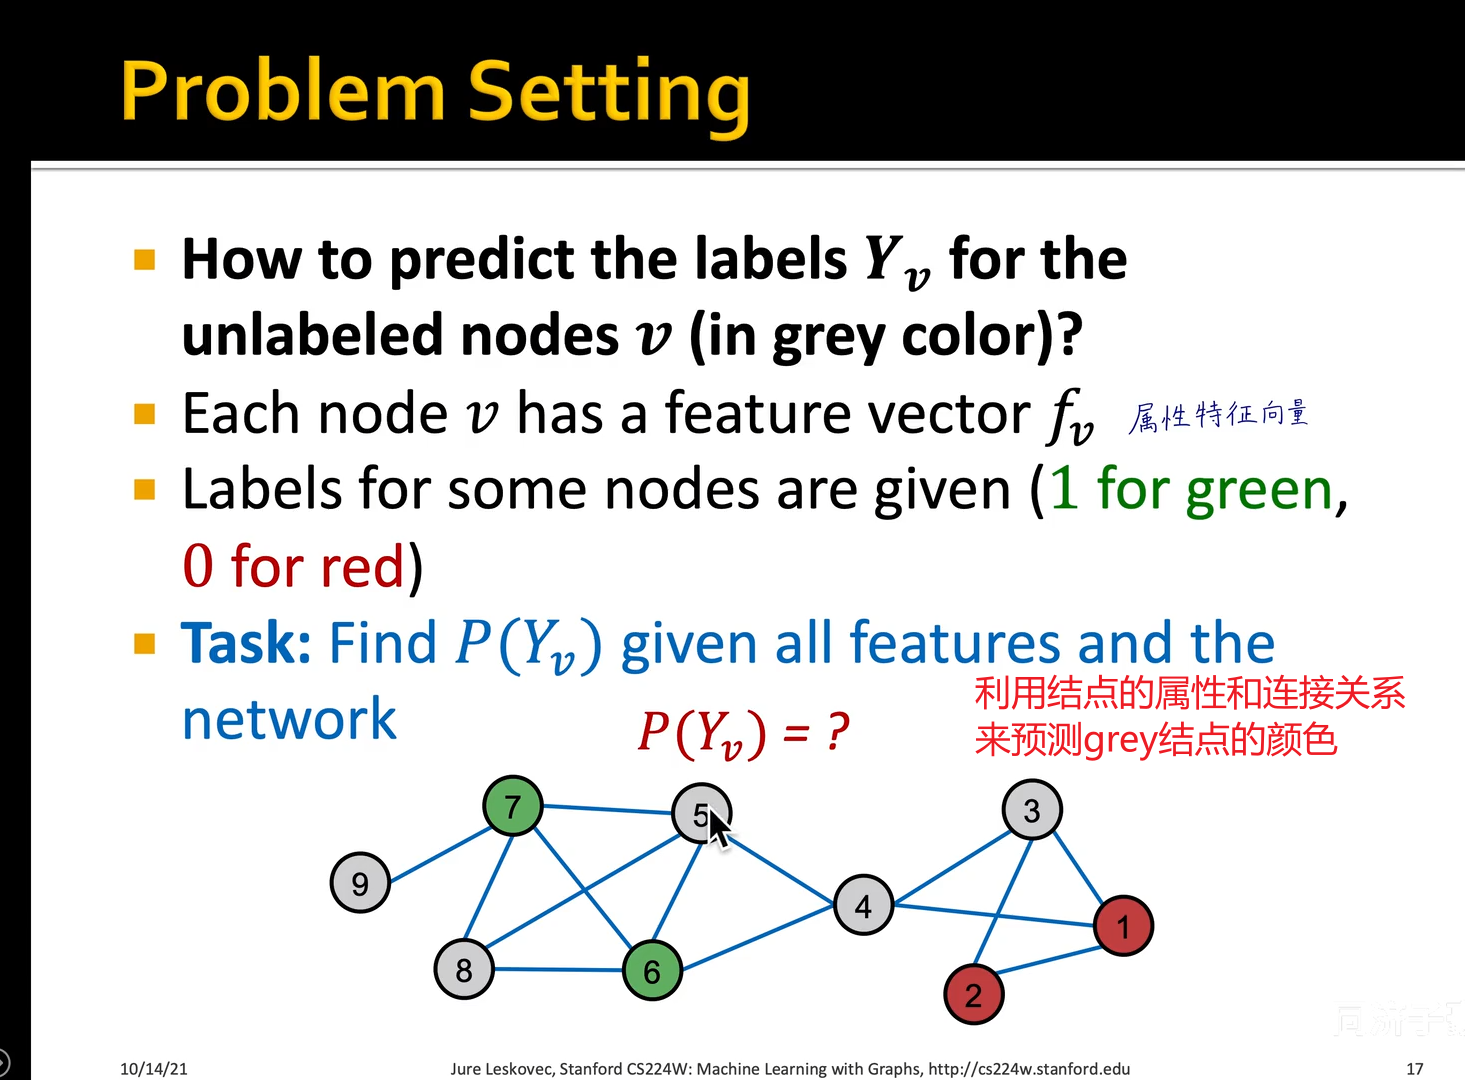 Problem Setting
How to predict the labels Yᵥ for the
unlabeled nodes v (in grey color)?
Each node v has a feature vector fᵥ 属性特征向量
Labels for some nodes are given (1 for green,
0 for red)
Task: Find P(Yᵥ) given all features and the
network
P(Yᵥ) = ?
利用结点的属性和连接关系
来预测grey结点的颜色
7
5
3
9
4
1
8
6
2
10/14/21
Jure Leskovec, Stanford CS224W: Machine Learning with Graphs, http://cs224w.stanford.edu
17